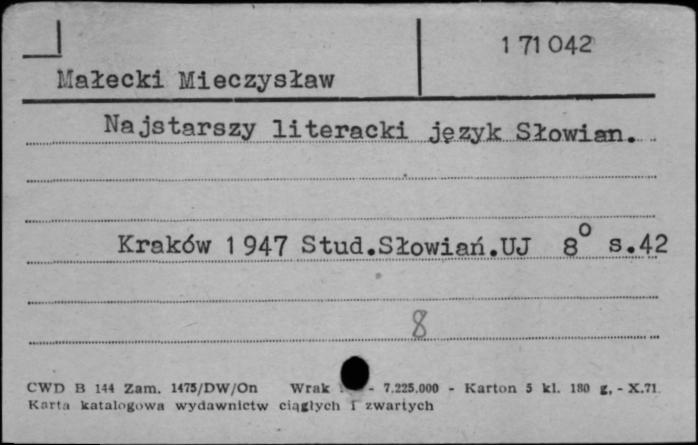 1 71 042
Małecki Mieczysław
Najstarszy literacki język Słowian.
Kraków 1947 Stud.Słowiań.UJ 8° s.42
8
CWD B 144 Zam. 1475/DW/On Wrak - 7.225.000 - Karton 5 kl. 180 g, - X.71
Karta katalogowa wydawnictw ciągłych i zwartych